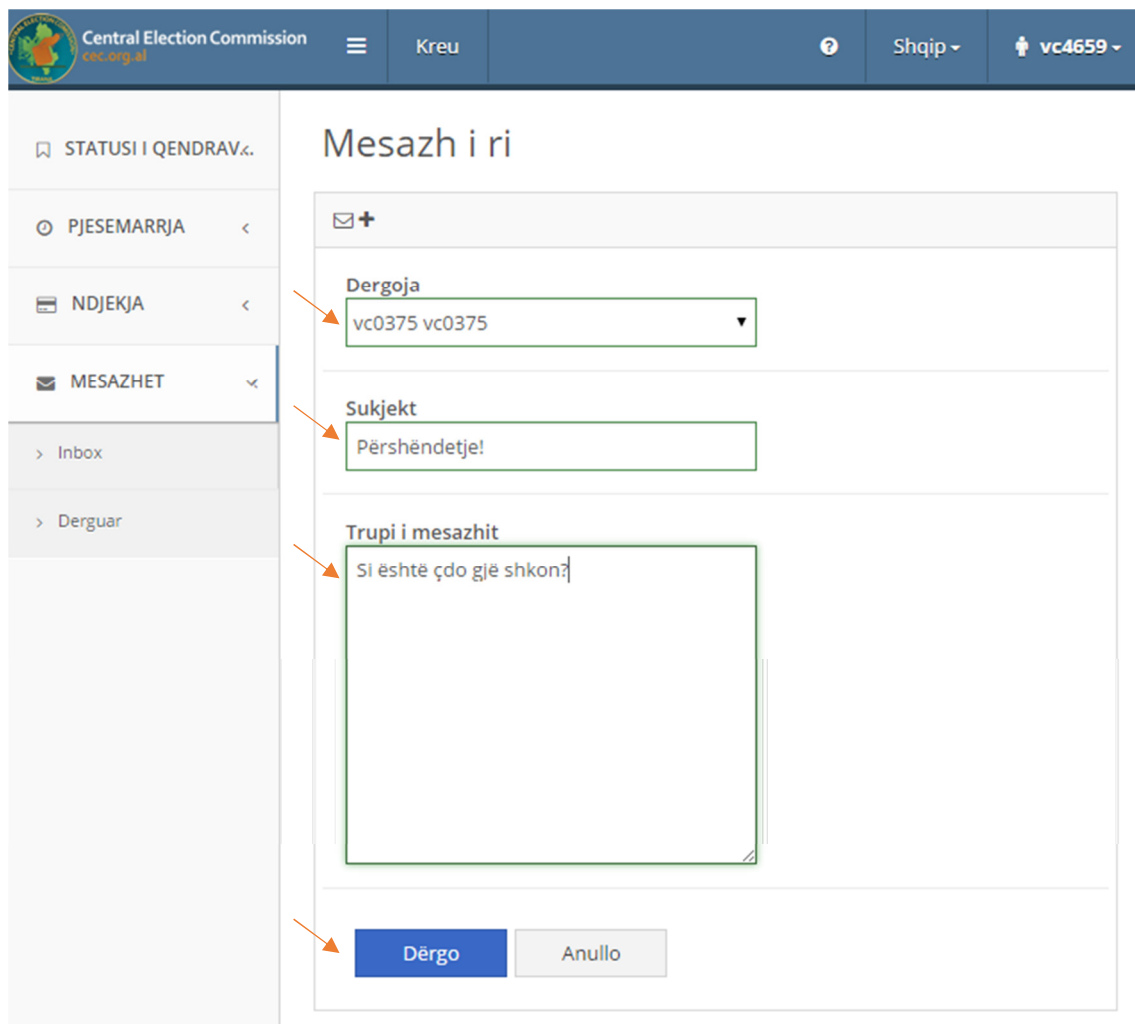 Central Election Commission
cec.org.al
Kreu
Shqip
vc4659
STATUSI I QENDRAV...
PJESEMARRJA
NDJEKJA
MESAZHET
Inbox
Derguar
Mesazh i ri
Dergoja
vc0375 vc0375
Sukjekt
Përshëndetje!
Trupi i mesazhit
Si është çdo gjë shkon?
Dërgo
Anullo